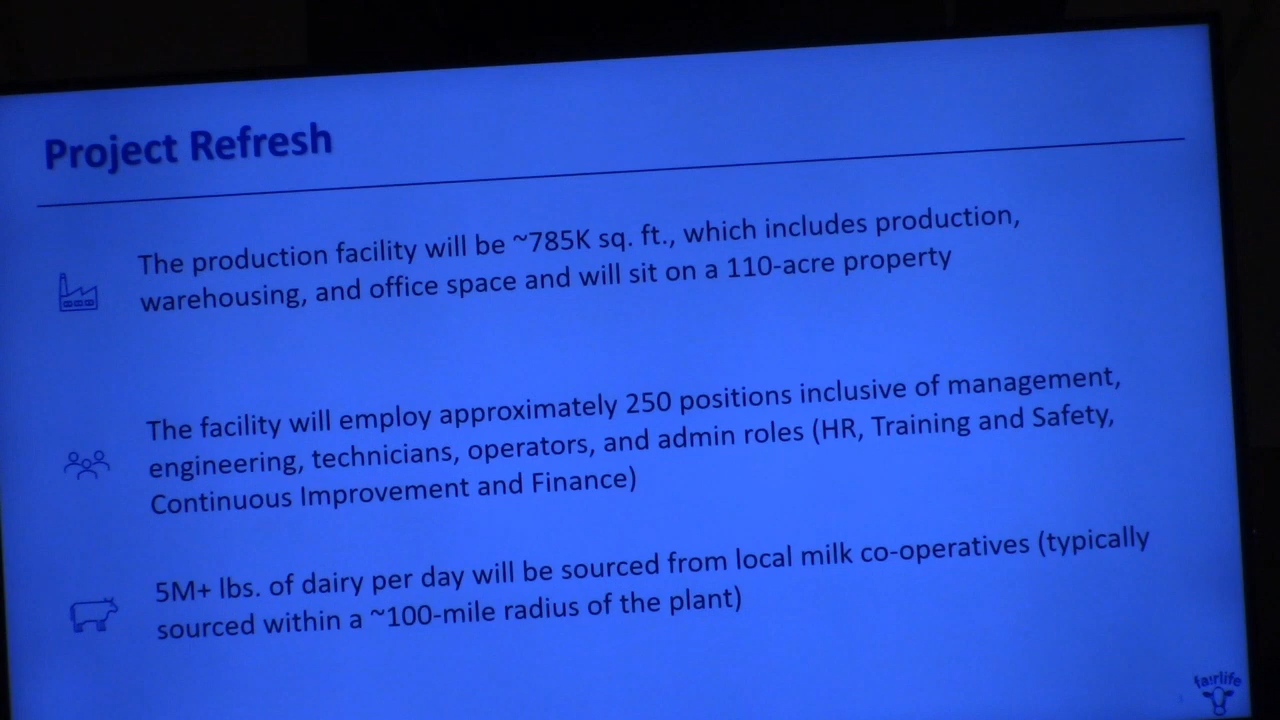 Project Refresh
The production facility will be ~785K sq. ft., which includes production,
warehousing, and office space and will sit on a 110-acre property
The facility will employ approximately 250 positions inclusive of management,
engineering, technicians, operators, and admin roles (HR, Training and Safety,
Continuous Improvement and Finance)
5M+ lbs. of dairy per day will be sourced from local milk co-operatives (typically
sourced within a ~100-mile radius of the plant)
fa!rlife